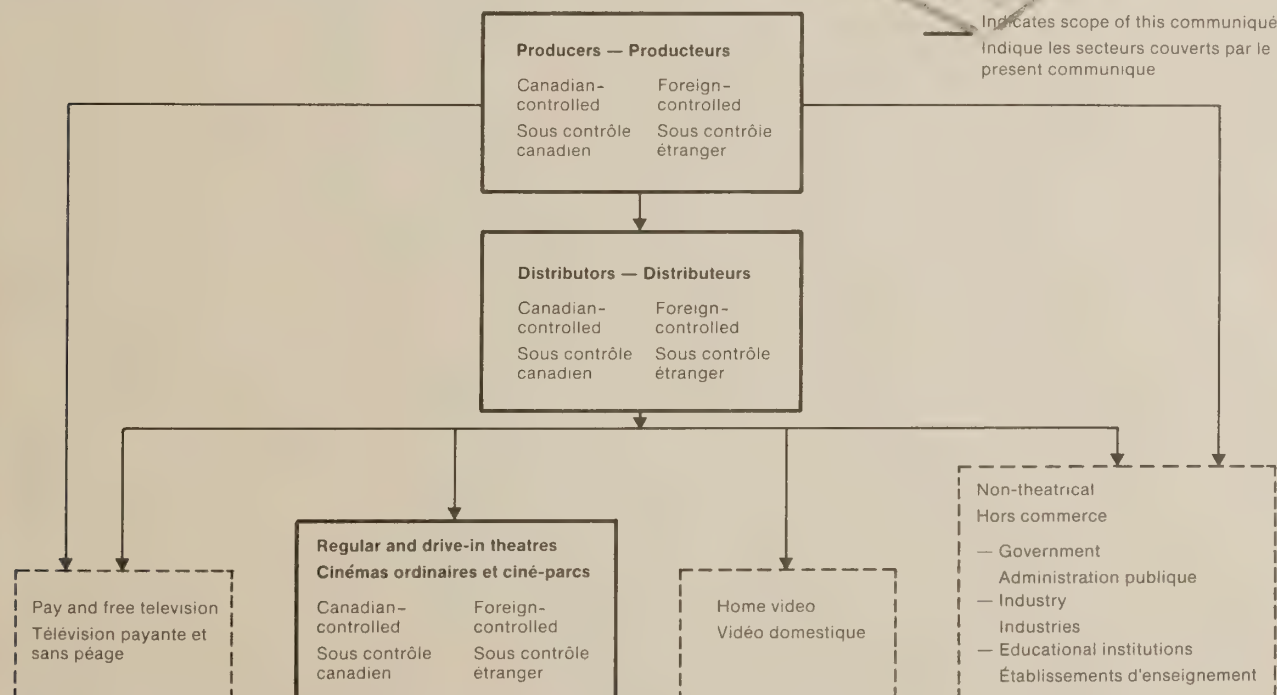 Indicates scope of this communiqué
Indique les secteurs couverts par le
present communique
Producers — Producteurs
Canadian-
controlled
Sous contrôle
canadien
Foreign-
controlled
Sous contrôle
étranger
Distributors — Distributeurs
Canadian-
controlled
Sous contrôle
canadien
Foreign-
controlled
Sous contrôle
étranger
Pay and free television
Télévision payante et
sans péage
Regular and drive-in theatres
Cinémas ordinaires et ciné-parcs
Canadian-
controlled
Sous contrôle
canadien
Foreign-
controlled
Sous contrôle
étranger
Home video
Vidéo domestique
Non-theatrical
Hors commerce
— Government
Administration publique
— Industry
Industries
— Educational institutions
Établissements d'enseignement